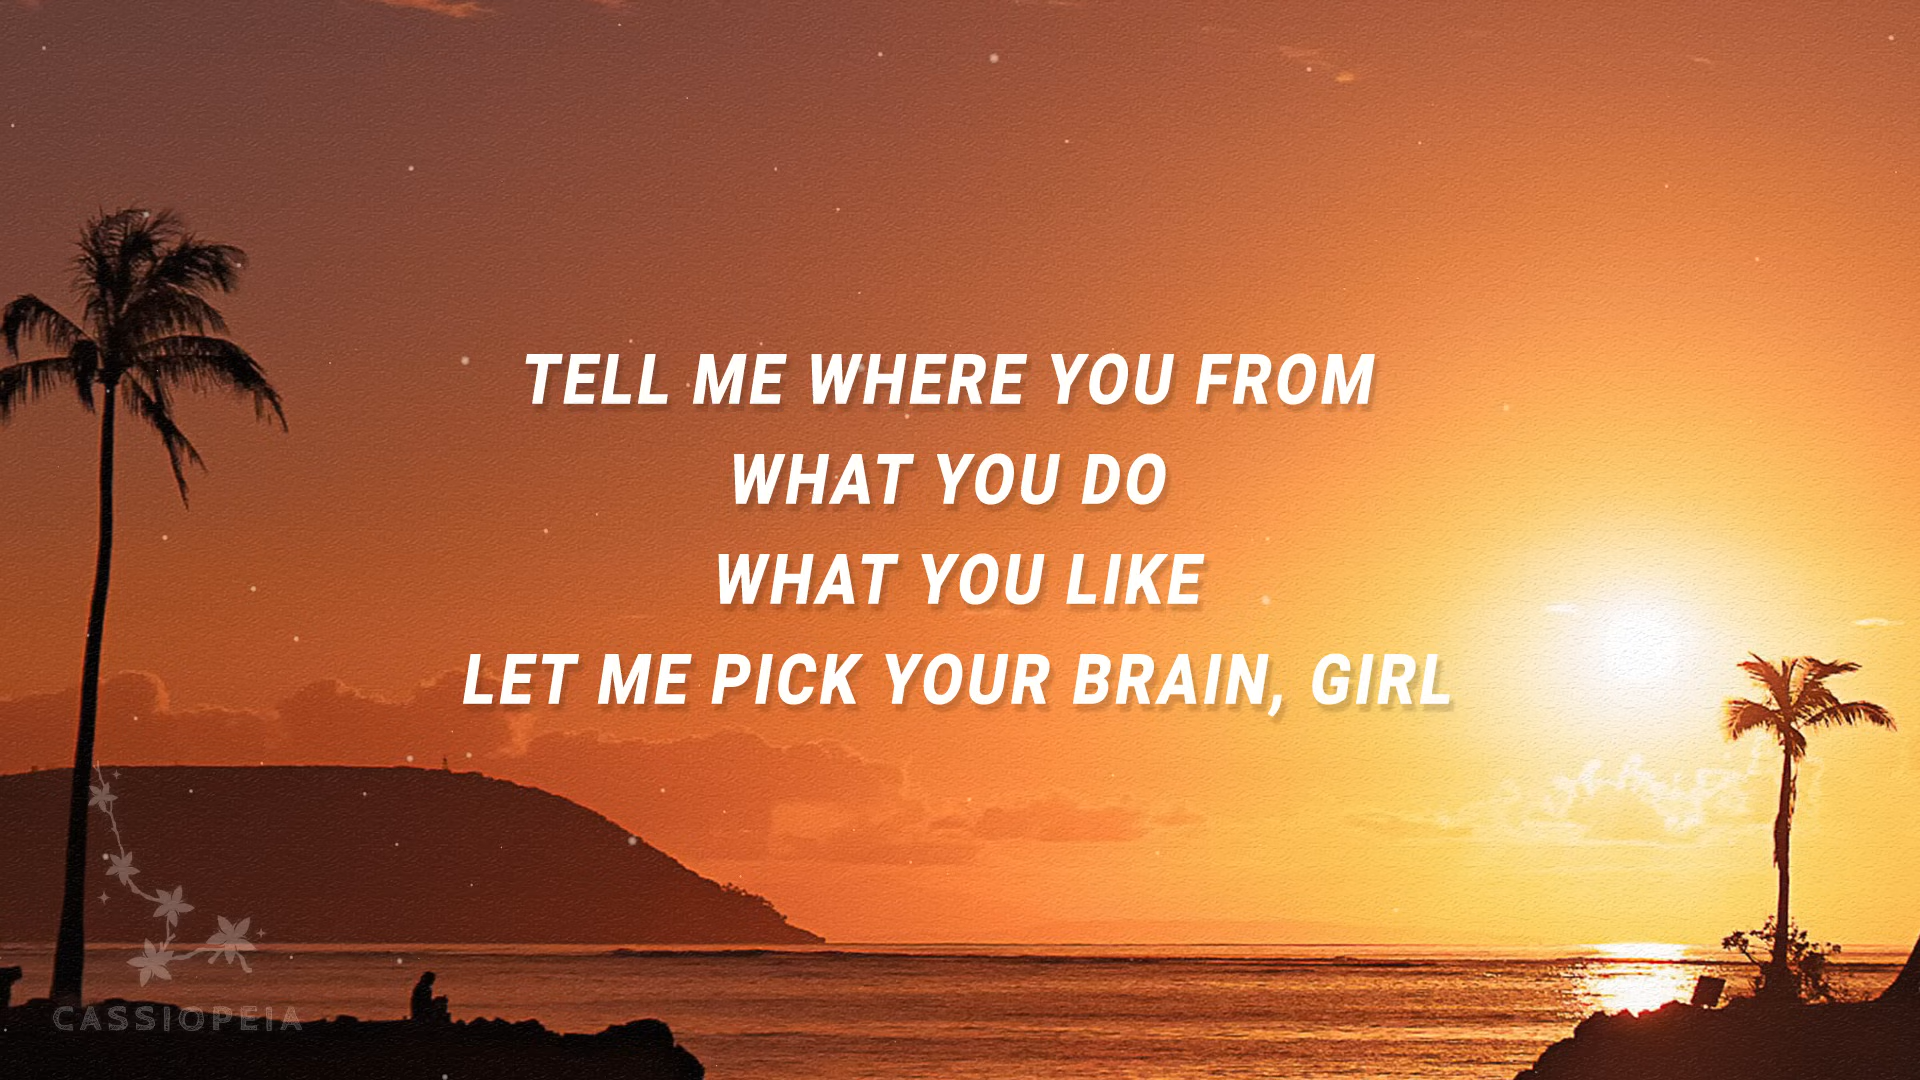 TELL ME WHERE YOU FROM
WHAT YOU DO
WHAT YOU LIKE
LET ME PICK YOUR BRAIN, GIRL
CASSIOPEIA